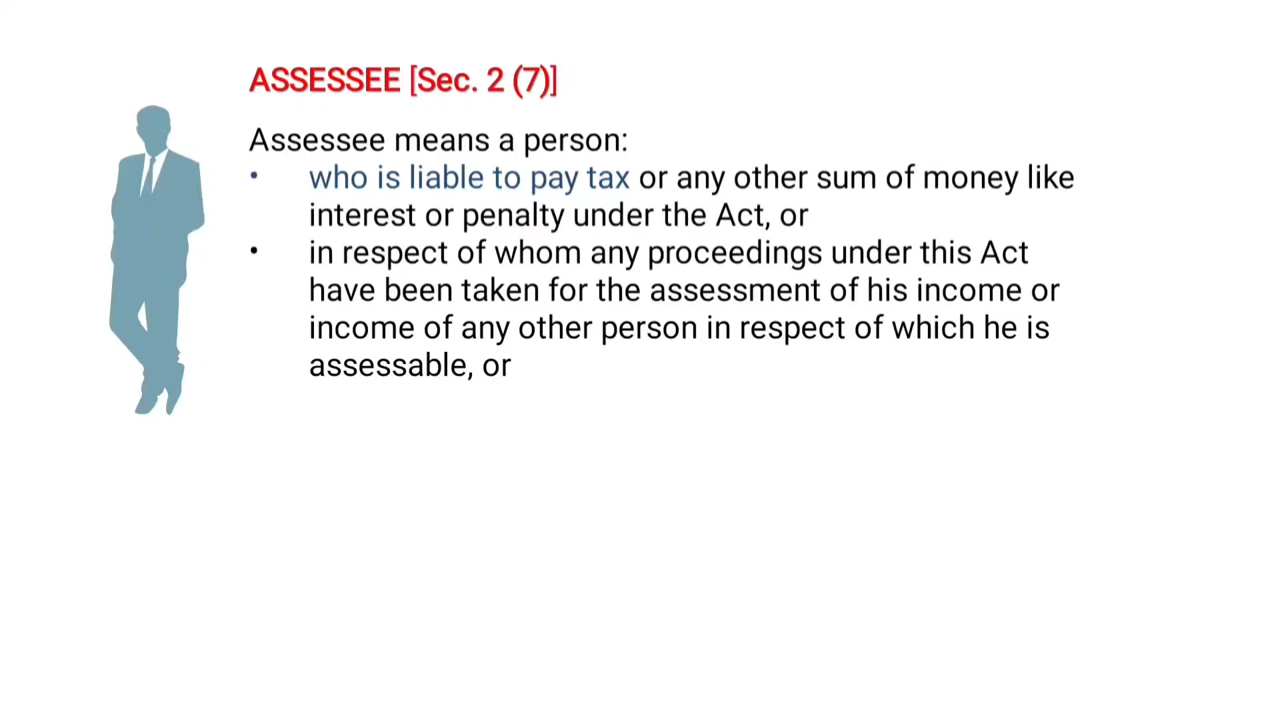 ASSESSEE [Sec. 2 (7)]
Assessee means a person:
• who is liable to pay tax or any other sum of money like
interest or penalty under the Act, or
• in respect of whom any proceedings under this Act
have been taken for the assessment of his income or
income of any other person in respect of which he is
assessable, or